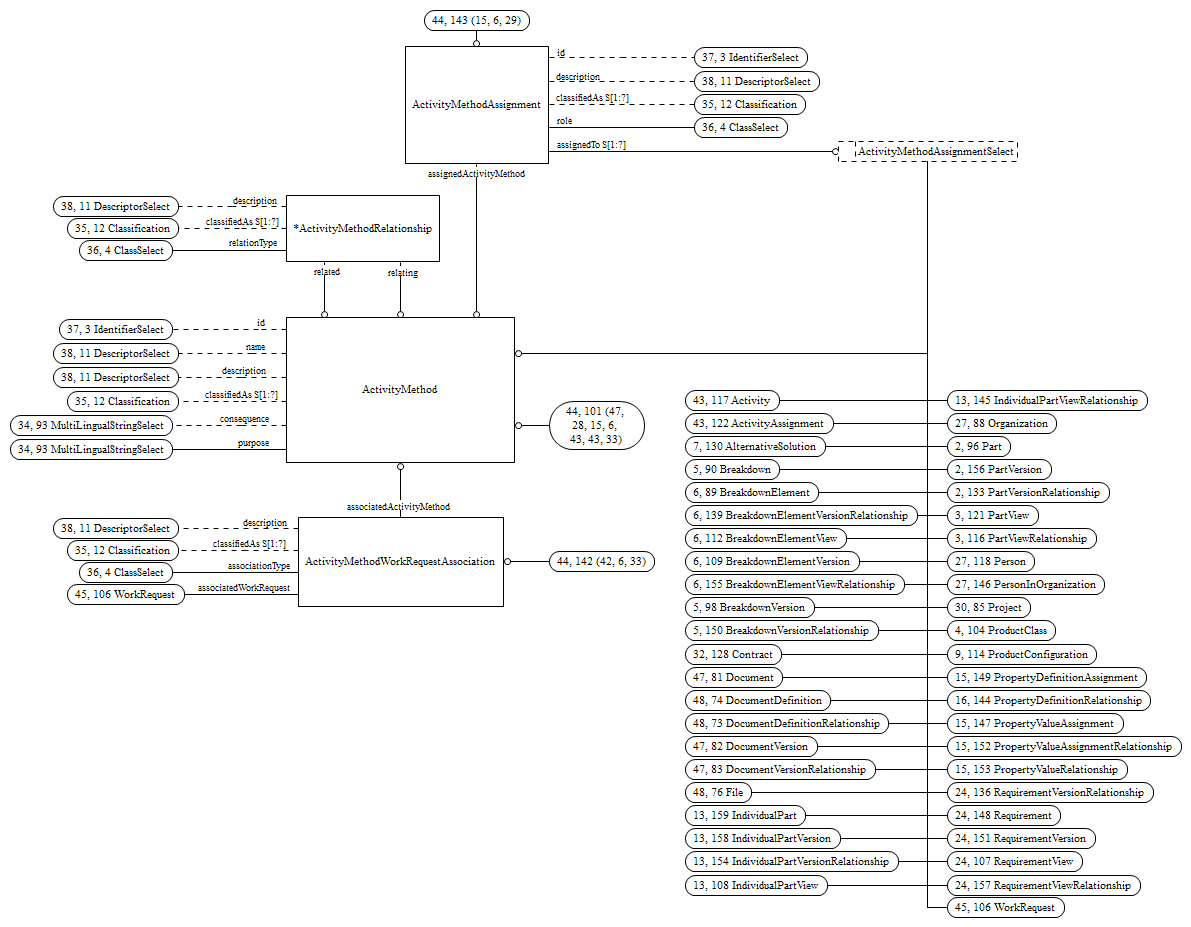 44, 143 (15, 6, 29)
id
37, 3 IdentifierSelect
description
38, 11 DescriptorSelect
ActivityMethodAssignment
classifiedAs S[1:?]
35, 12 Classification
role
36, 4 ClassSelect
assignedTo S[1:?]
ActivityMethodAssignmentSelect
assignedActivityMethod
38, 11 DescriptorSelect
description
35, 12 Classification
classifiedAs S[1:?]
*ActivityMethodRelationship
36, 4 ClassSelect
relationType
related
relating
37, 3 IdentifierSelect
id
38, 11 DescriptorSelect
name
38, 11 DescriptorSelect
description
ActivityMethod
35, 12 Classification
classifiedAs S[1:?]
34, 93 MultiLingualStringSelect
consequence
34, 93 MultiLingualStringSelect
purpose
44, 101 (47,
28, 15, 6,
43, 43, 33)
associatedActivityMethod
38, 11 DescriptorSelect
description
35, 12 Classification
classifiedAs S[1:?]
ActivityMethodWorkRequestAssociation
36, 4 ClassSelect
associationType
45, 106 WorkRequest
associatedWorkRequest
44, 142 (42, 6, 33)
43, 117 Activity
43, 122 ActivityAssignment
7, 130 AlternativeSolution
5, 90 Breakdown
6, 89 BreakdownElement
6, 139 BreakdownElementVersionRelationship
6, 112 BreakdownElementView
6, 109 BreakdownElementVersion
6, 155 BreakdownElementViewRelationship
5, 98 BreakdownVersion
5, 150 BreakdownVersionRelationship
32, 128 Contract
47, 81 Document
48, 74 DocumentDefinition
48, 73 DocumentDefinitionRelationship
47, 82 DocumentVersion
47, 83 DocumentVersionRelationship
48, 76 File
13, 159 IndividualPart
13, 158 IndividualPartVersion
13, 154 IndividualPartVersionRelationship
13, 108 IndividualPartView
13, 145 IndividualPartViewRelationship
27, 88 Organization
2, 96 Part
2, 156 PartVersion
2, 133 PartVersionRelationship
3, 121 PartView
3, 116 PartViewRelationship
27, 118 Person
27, 146 PersonInOrganization
30, 85 Project
4, 104 ProductClass
9, 114 ProductConfiguration
15, 149 PropertyDefinitionAssignment
16, 144 PropertyDefinitionRelationship
15, 147 PropertyValueAssignment
15, 152 PropertyValueAssignmentRelationship
15, 153 PropertyValueRelationship
24, 136 RequirementVersionRelationship
24, 148 Requirement
24, 151 RequirementVersion
24, 107 RequirementView
24, 157 RequirementViewRelationship
45, 106 WorkRequest